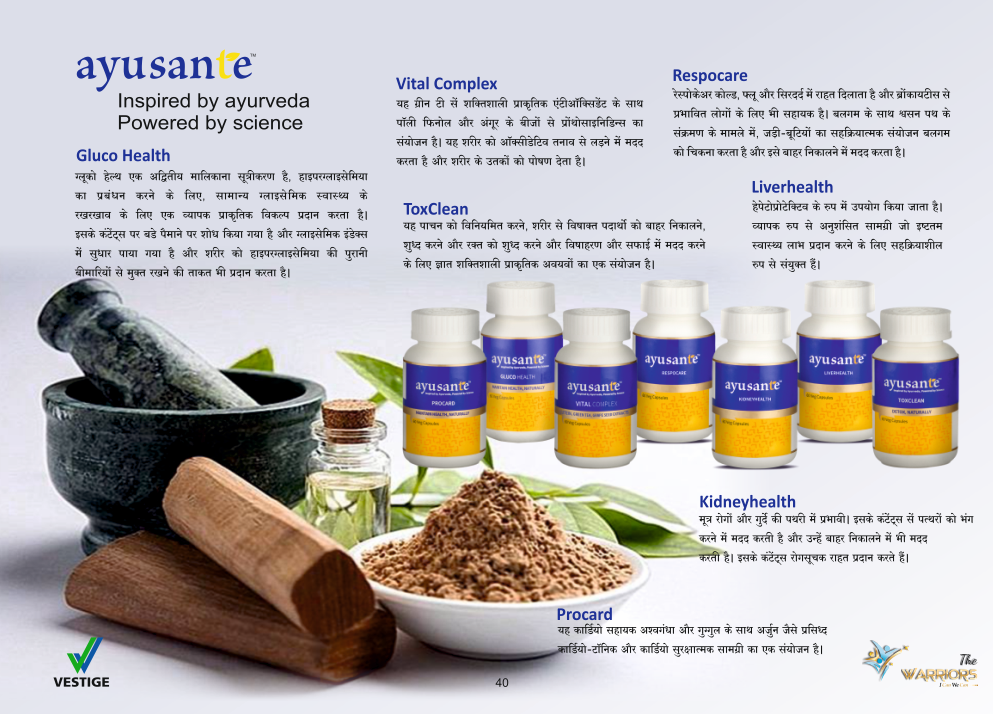 ayusante™
Inspired by ayurveda
Powered by science
Gluco Health
ग्लूको हेल्थ एक अद्वितीय मालिकाना सूत्रीकरण है, हाइपरग्लाइसेमिया
का प्रबंधन करने के लिए, सामान्य ग्लाइसेमिक स्वास्थ्य के
रखरखाव के लिए एक व्यापक प्राकृतिक विकल्प प्रदान करता है।
इसके कंटेंट्स पर बडे पैमाने पर शोध किया गया है और ग्लाइसेमिक इंडेक्स
में सुधार पाया गया है और शरीर को हाइपरग्लाइसेमिया की पुरानी
बीमारियों से मुक्त रखने की ताकत भी प्रदान करता है।
Vital Complex
यह ग्रीन टी सें शक्तिशाली प्राकृतिक एंटीऑक्सिडेंट के साथ
पॉली फिनोल और अंगूर के बीजों से प्रोंथोसाइनिडिन्स का
संयोजन है। यह शरीर को ऑक्सीडेटिव तनाव से लड़ने में मदद
करता है और शरीर के उतकों को पोषण देता है।
ToxClean
यह पाचन को विनियमित करने, शरीर से विषाक्त पदार्थो को बाहर निकालने,
शुध्द करने और रक्त को शुध्द करने और विषाहरण और सफाई में मदद करने
के लिए ज्ञात शक्तिशाली प्राकृतिक अवयवों का एक संयोजन है।
Respocare
रेस्पोकेअर कोल्ड, फ्लू और सिरदर्द में राहत दिलाता है और ब्रोंकायटीस से
प्रभावित लोगों के लिए भी सहायक है। बलगम के साथ श्वसन पथ के
संक्रमण के मामले में, जड़ी-बूटियों का सहक्रियात्मक संयोजन बलगम
को चिकना करता है और इसे बाहर निकालने में मदद करता है।
Liverhealth
हेपेटोप्रोटेक्टिव के रुप में उपयोग किया जाता है।
व्यापक रुप से अनुशंसित सामग्री जो इष्टतम
स्वास्थ्य लाभ प्रदान करने के लिए सहक्रियाशील
रुप से संयुक्त हैं।
ayusante
PROCARD
ayusante
GLUCO HEALTH
ayusante
VITAL COMPLEX
ayusante
RESPOCARE
ayusante
KIDNEYHEALTH
ayusante
LIVERHEALTH
ayusante
TOXCLEAN
Kidneyhealth
मूत्र रोगों और गुर्दे की पथरी में प्रभावी। इसके कंटेंट्स सें पत्थरों को भंग
करने में मदद करती है और उन्हें बाहर निकालने में भी मदद
करती है। इसके कंटेंट्स रोगसूचक राहत प्रदान करते हैं।
Procard
यह कार्डियो सहायक अश्वगंधा और गुग्गुल के साथ अर्जुन जैसे प्रसिध्द
कार्डियो-टॉनिक और कार्डियो सुरक्षात्मक सामग्री का एक संयोजन है।
VESTIGE
40
The
WARRIORS